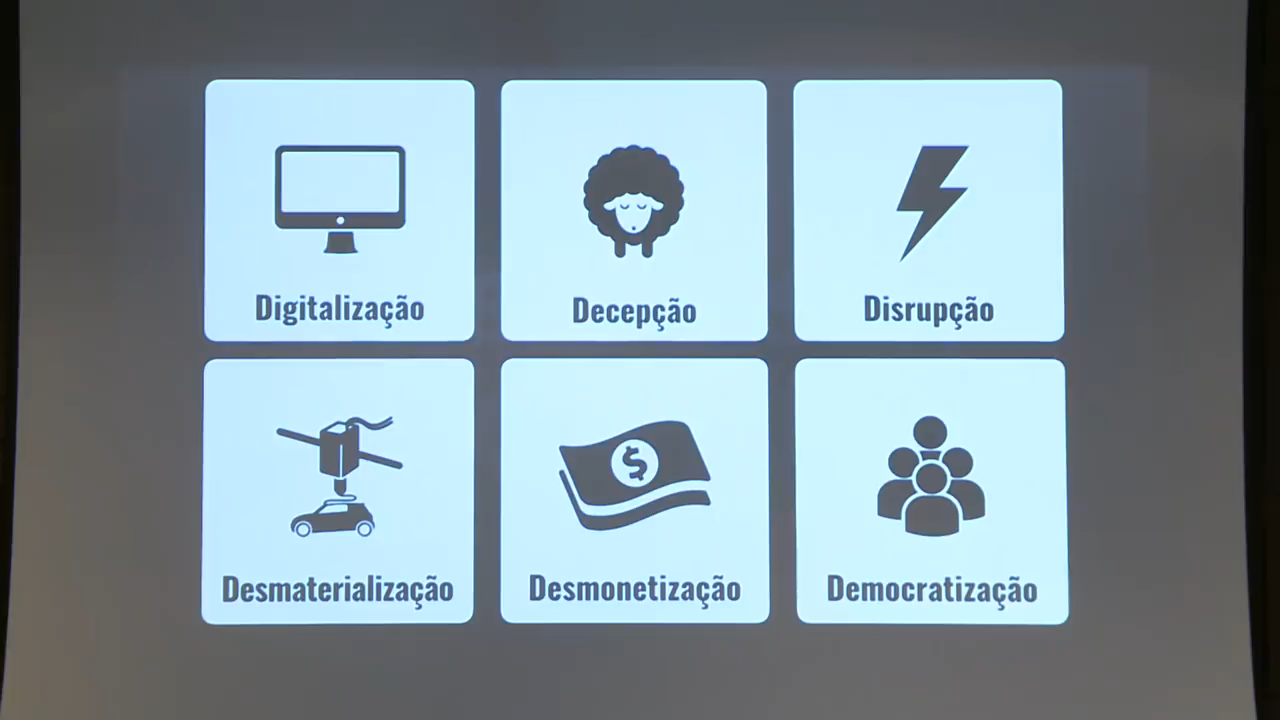 Digitalização
Decepção
Disrupção
Desmaterialização
Desmonetização
Democratização